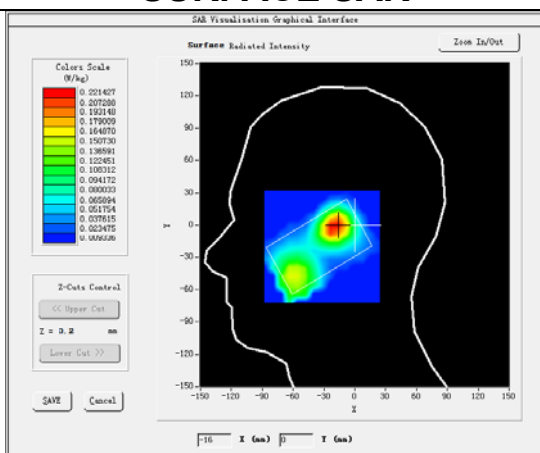 SAR Visualisation Graphical Interface
Surface Radiated Intensity
Zoom In/Out
Colors Scale
(W/kg)
0.221427
0.207288
0.193148
0.179009
0.164870
0.150730
0.136591
0.122451
0.108312
0.094172
0.080033
0.065894
0.051754
0.037615
0.023475
0.009336
150
120
90
60
30
0
-30
-60
-90
-120
-150
Y
-150 -120 -90 -60 -30 0 30 60 90 120 150
X
Z-Cuts Control
<< Upper Cut
Z = 3.2 mm
Lower Cut >>
SAVE Cancel
-16 X (mm) 0 Y (mm)